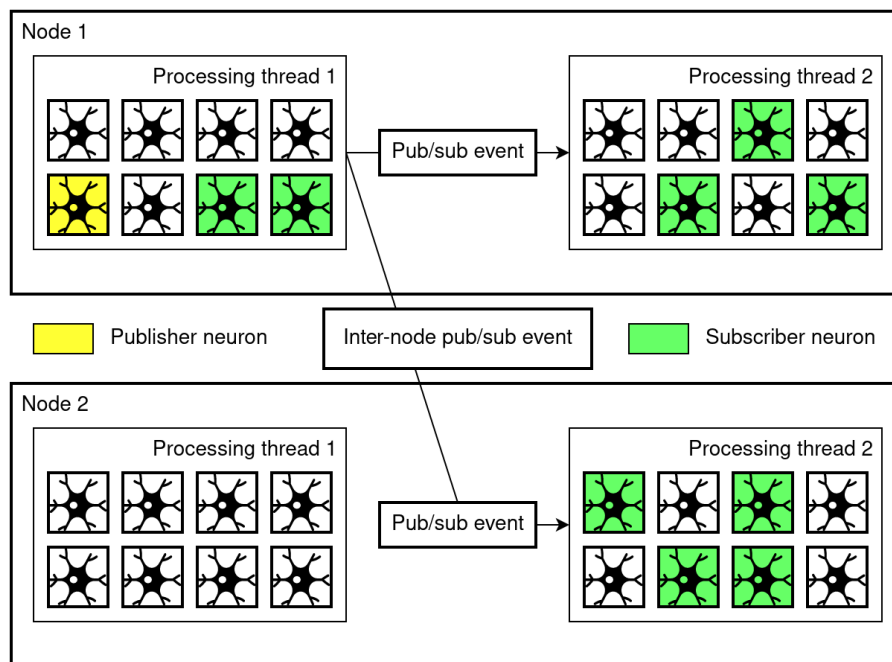 Node 1
Processing thread 1
Processing thread 2
Pub/sub event
Publisher neuron
Inter-node pub/sub event
Subscriber neuron
Node 2
Processing thread 1
Processing thread 2
Pub/sub event